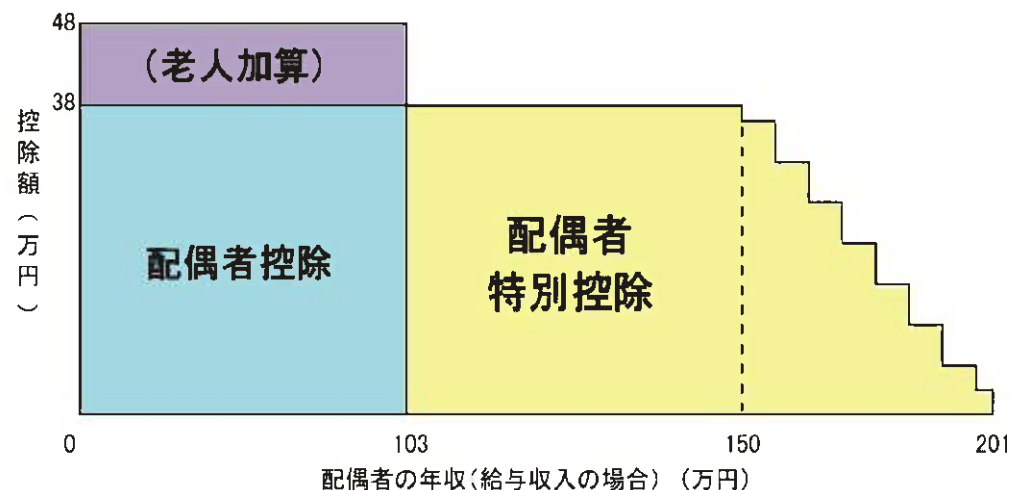 48
(老人加算)
38
控除額(万円)
配偶者控除
配偶者
特別控除
0
103
150
201
配偶者の年収(給与収入の場合) (万円)